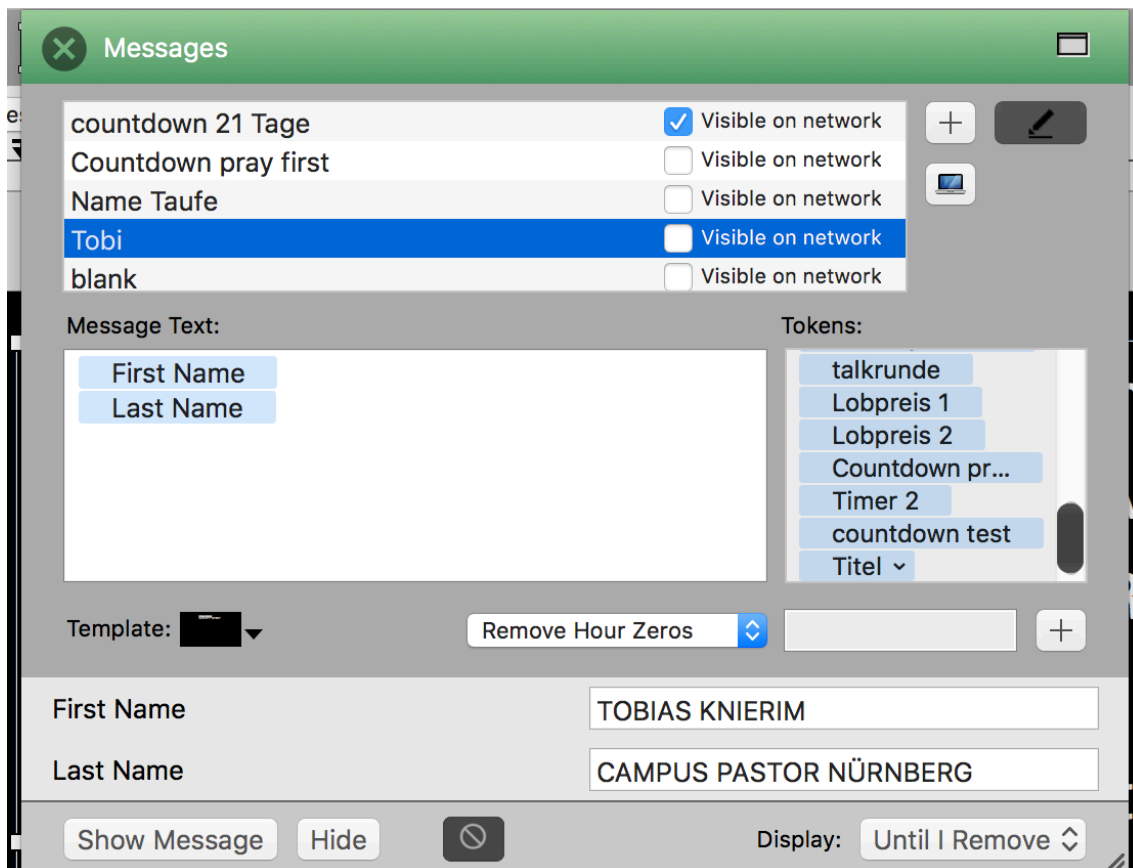 Messages
countdown 21 Tage Visible on network
Countdown pray first Visible on network
Name Taufe Visible on network
Tobi Visible on network
blank Visible on network
Message Text:
First Name
Last Name
Tokens:
talkrunde
Lobpreis 1
Lobpreis 2
Countdown pr...
Timer 2
countdown test
Titel
Template: Remove Hour Zeros
First Name TOBIAS KNIERIM
Last Name CAMPUS PASTOR NÜRNBERG
Show Message Hide Display: Until I Remove